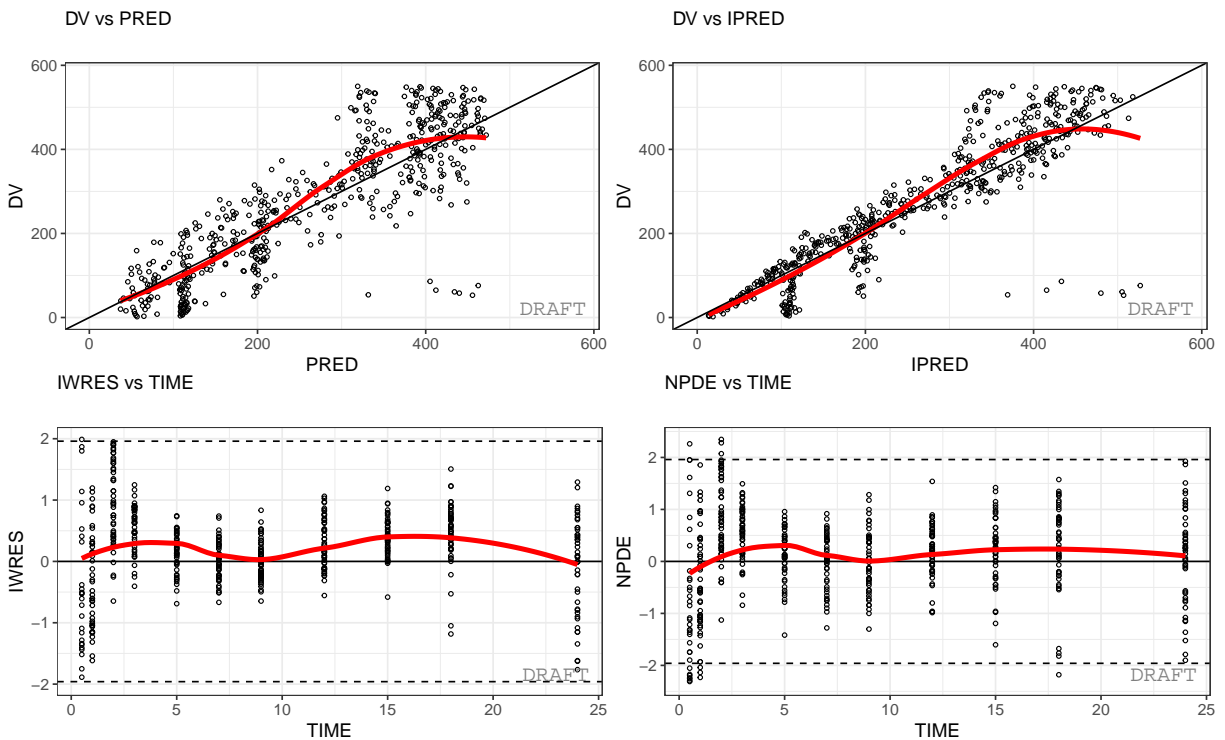 DV vs PRED
600
400
200
0
DV
0 200 400 600
PRED
DRAFT
DV vs IPRED
600
400
200
0
DV
0 200 400 600
IPRED
DRAFT
IWRES vs TIME
2
1
0
−1
−2
IWRES
0 5 10 15 20 25
TIME
DRAFT
NPDE vs TIME
2
1
0
−1
−2
NPDE
0 5 10 15 20 25
TIME
DRAFT